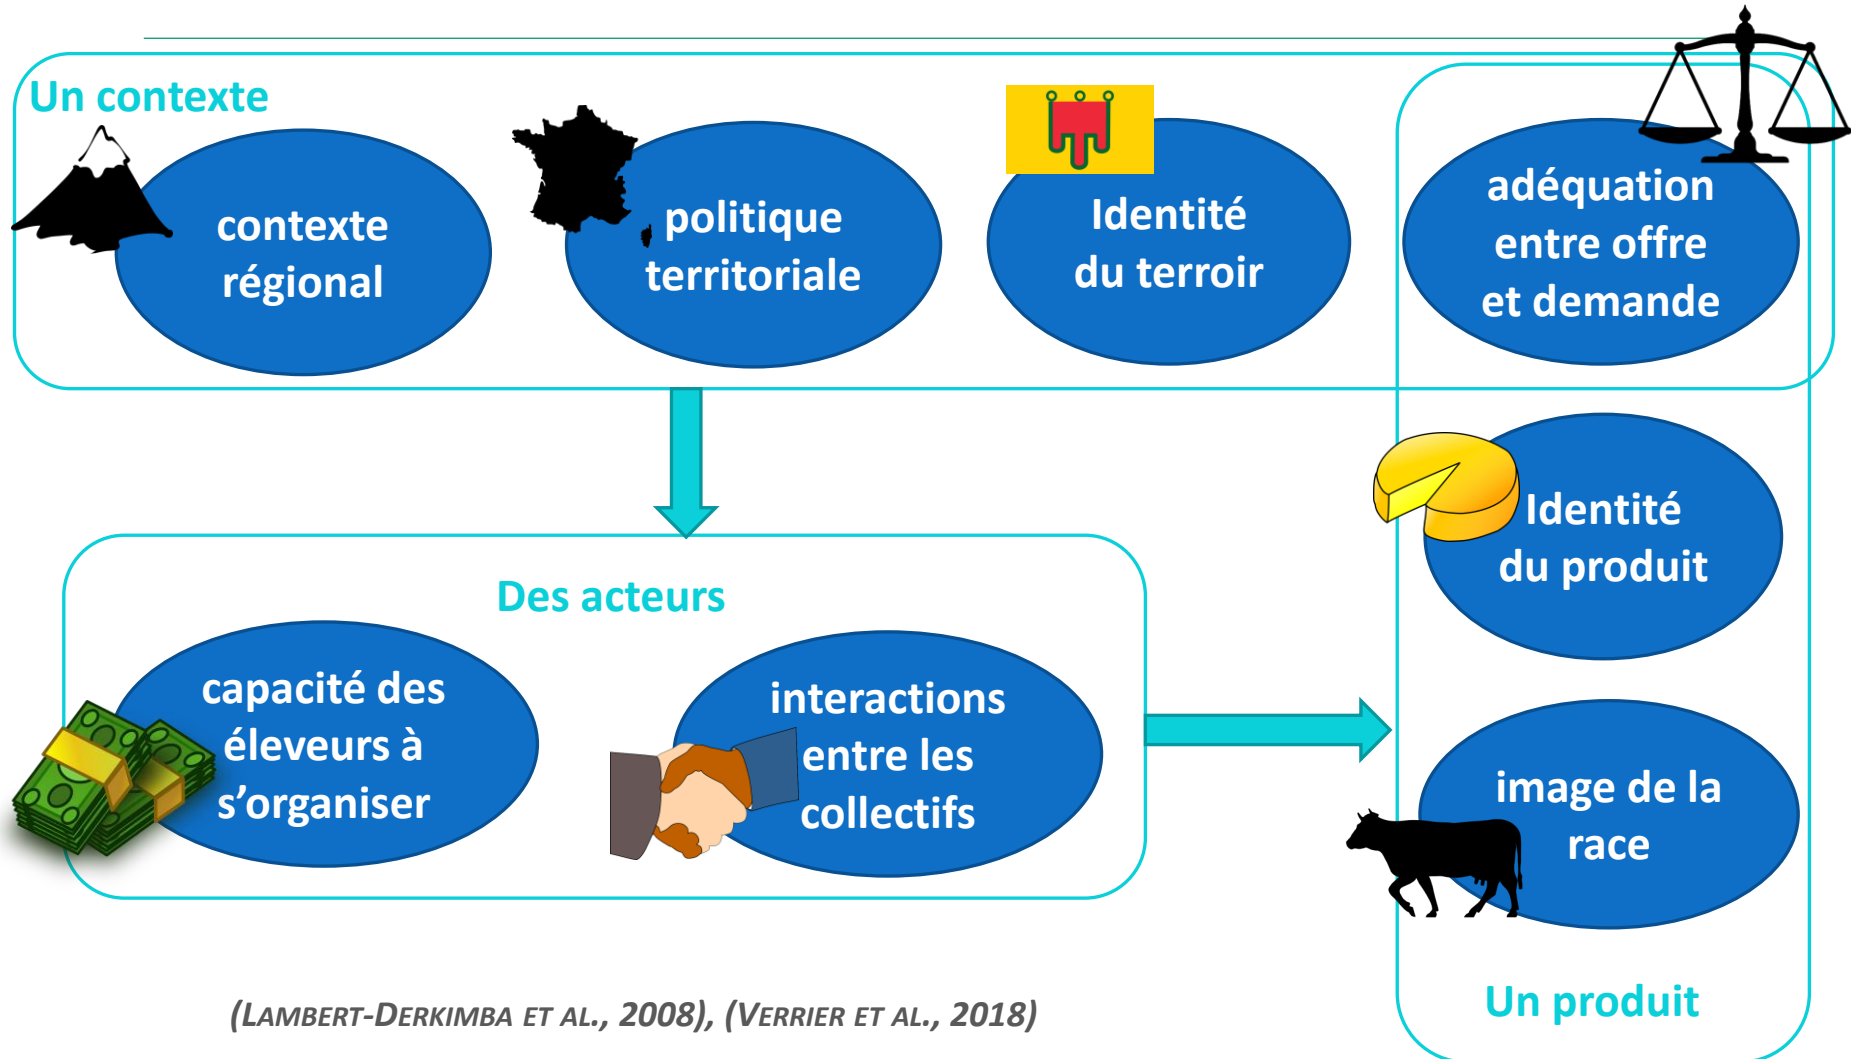 Un contexte
contexte
régional
politique
territoriale
Identité
du terroir
adéquation
entre offre
et demande
Identité
du produit
image de la
race
Un produit
Des acteurs
capacité des
éleveurs à
s’organiser
interactions
entre les
collectifs
(LAMBERT-DERKIMBA ET AL., 2008), (VERRIER ET AL., 2018)